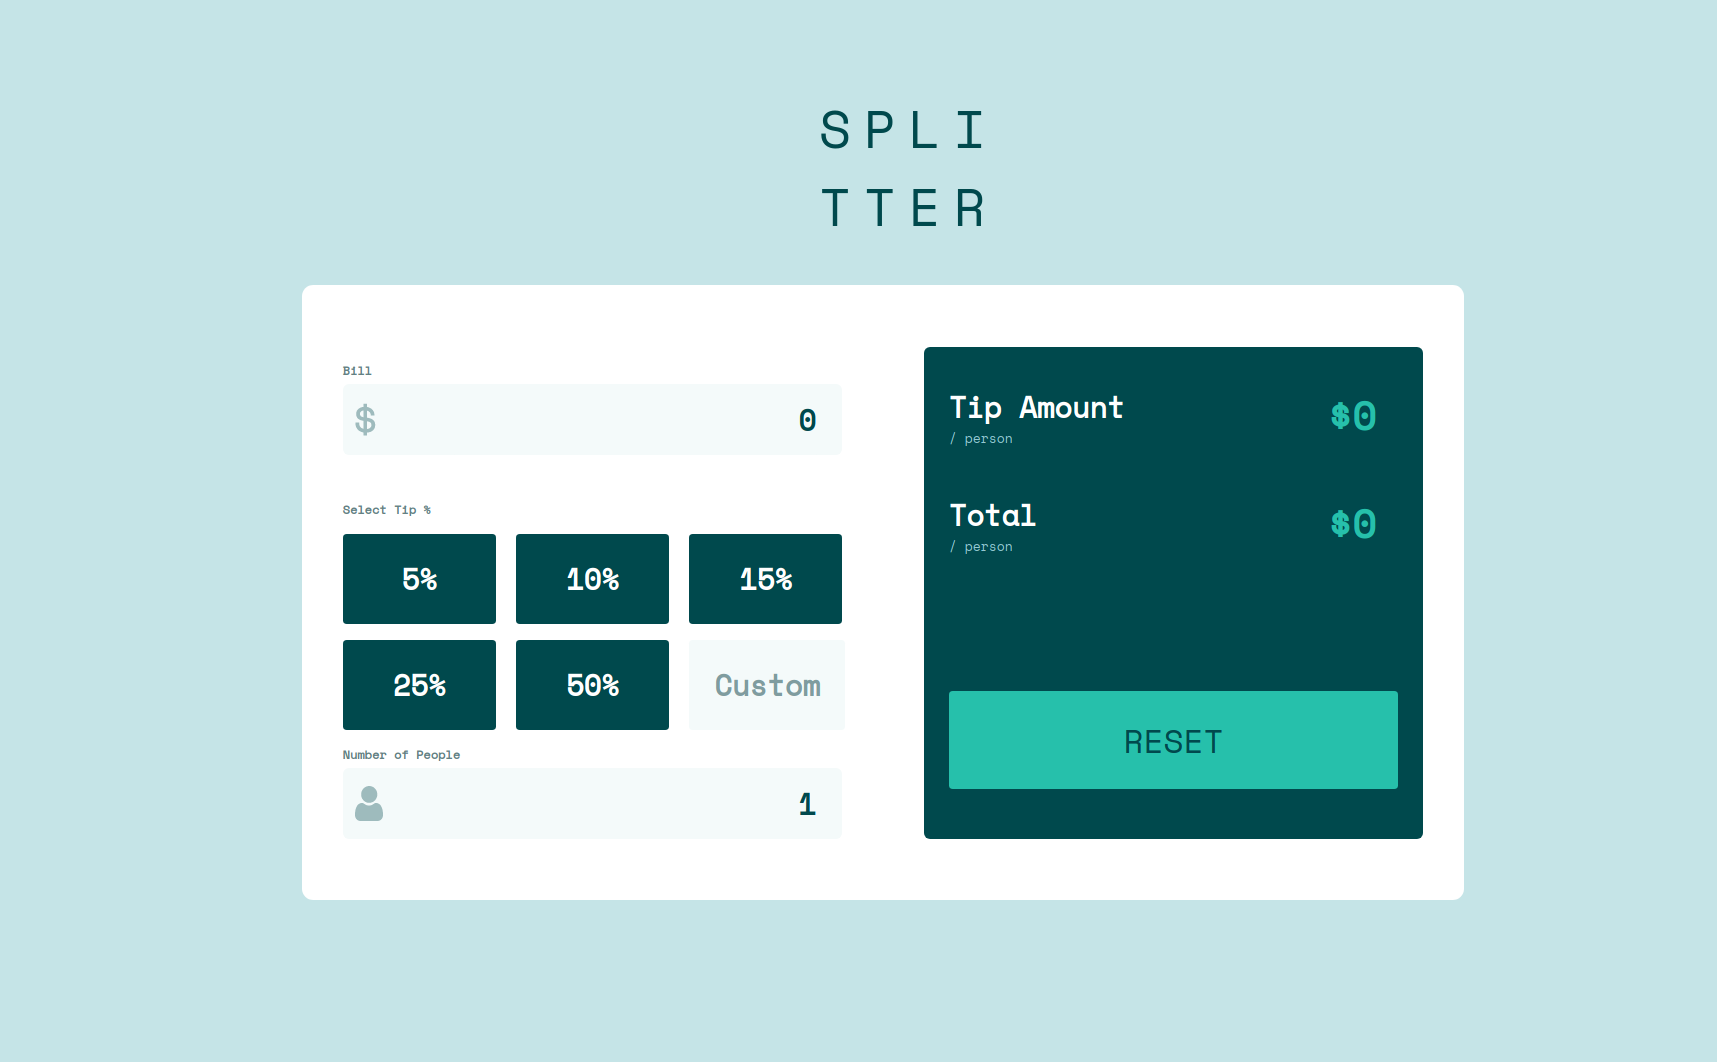 SPLI
TTER
Bill
$ 0
Select Tip %
5% 10% 15%
25% 50% Custom
Number of People
1
Tip Amount $0
/ person
Total $0
/ person
RESET